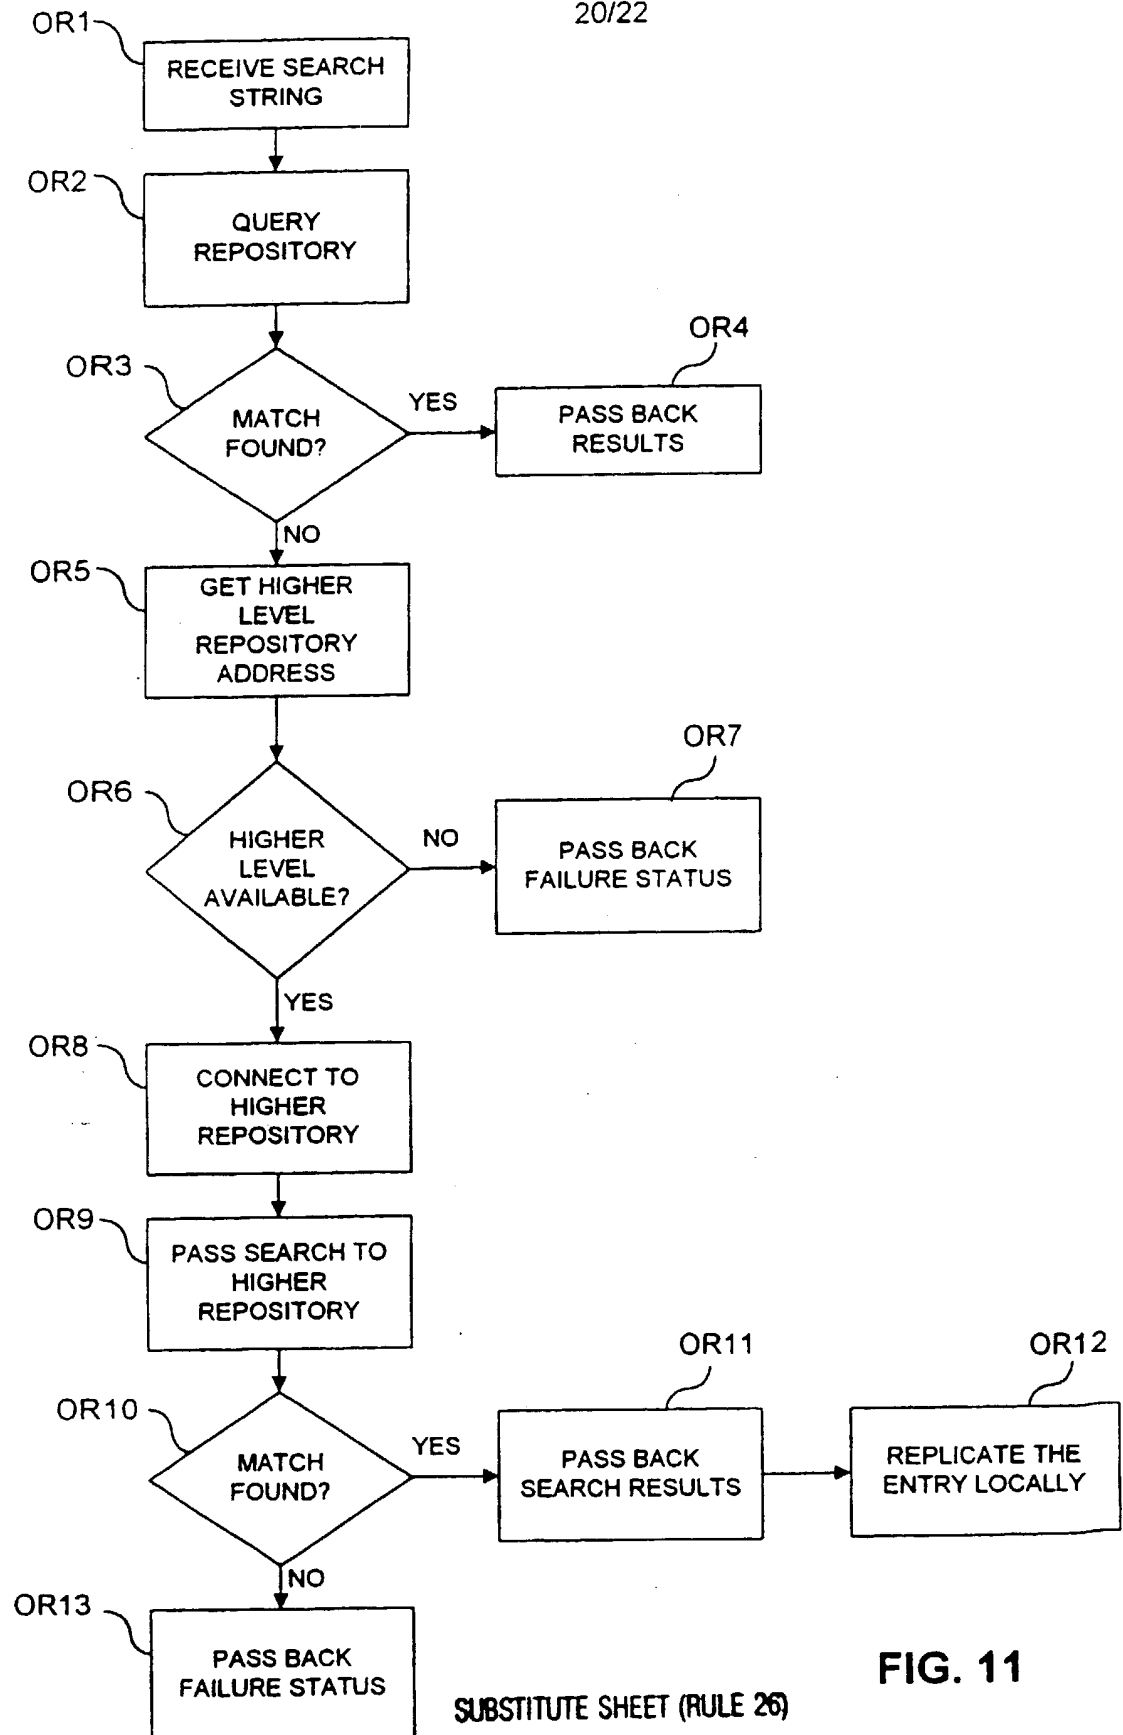 20/22
OR1
RECEIVE SEARCH
STRING
OR2
QUERY
REPOSITORY
OR3
MATCH
FOUND?
YES
OR4
PASS BACK
RESULTS
NO
OR5
GET HIGHER
LEVEL
REPOSITORY
ADDRESS
OR6
HIGHER
LEVEL
AVAILABLE?
NO
OR7
PASS BACK
FAILURE STATUS
YES
OR8
CONNECT TO
HIGHER
REPOSITORY
OR9
PASS SEARCH TO
HIGHER
REPOSITORY
OR10
MATCH
FOUND?
YES
OR11
PASS BACK
SEARCH RESULTS
OR12
REPLICATE THE
ENTRY LOCALLY
NO
OR13
PASS BACK
FAILURE STATUS
FIG. 11
SUBSTITUTE SHEET (RULE 26)